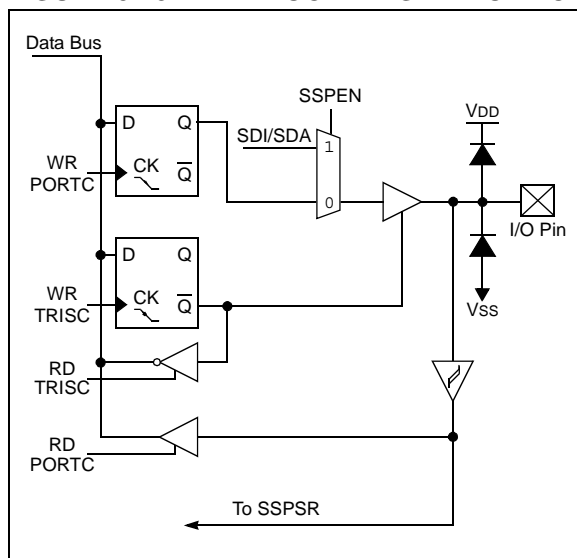 Data Bus
SSPEN
VDD
SDI/SDA
1
0
D
Q
WR
PORTC
CK
Q
I/O Pin
D
Q
WR
TRISC
CK
Q
VSS
RD
TRISC
RD
PORTC
To SSPSR